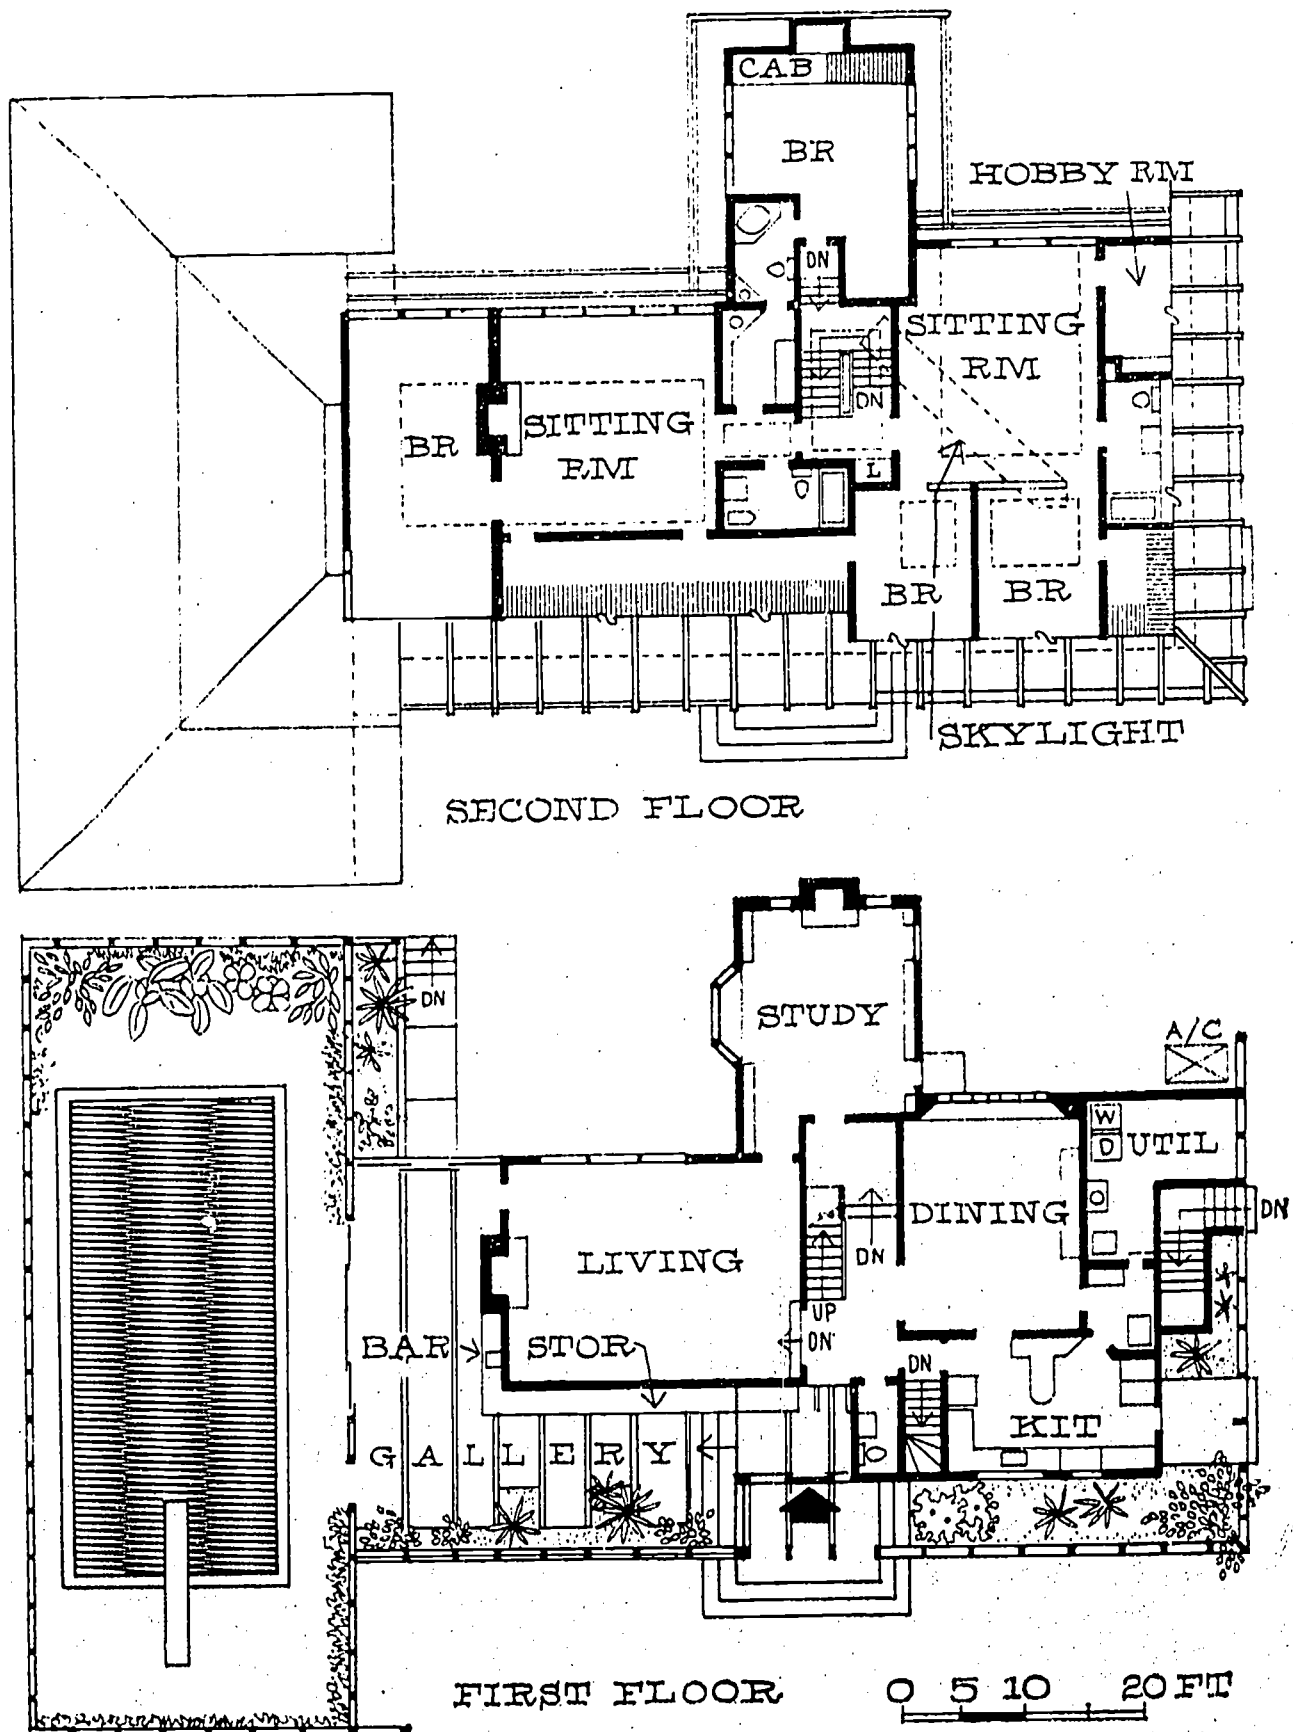 CAB
BR
HOBBY RM
DN
SITTING
RM
DN
SITTING
RM
BR
L
BR
BR
SKYLIGHT
SECOND FLOOR
DN
STUDY
A/C
W
D
UTIL
DINING
DN
DN
LIVING
UP
DN
BAR
STOR
DN
KIT
GALLERY
FIRST FLOOR
0 5 10 20 FT